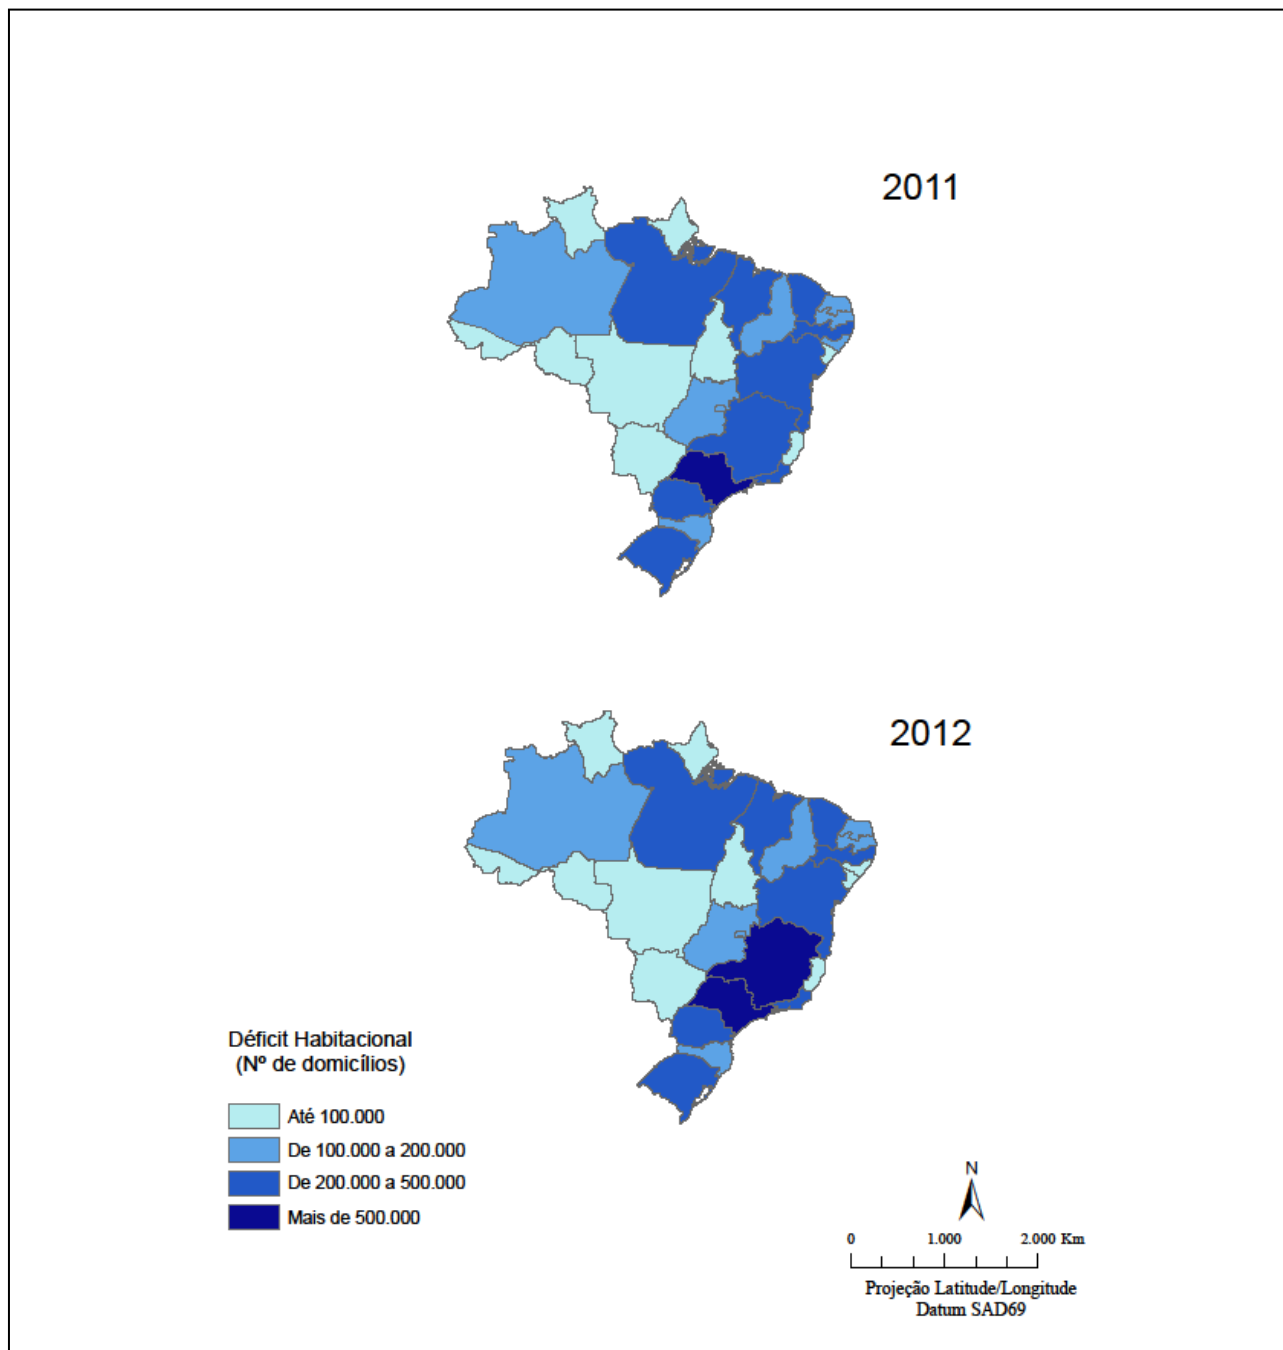 2011
2012
Déficit Habitacional
(Nº de domicílios)
Até 100.000
De 100.000 a 200.000
De 200.000 a 500.000
Mais de 500.000
N
0 1.000 2.000 Km
Projeção Latitude/Longitude
Datum SAD69